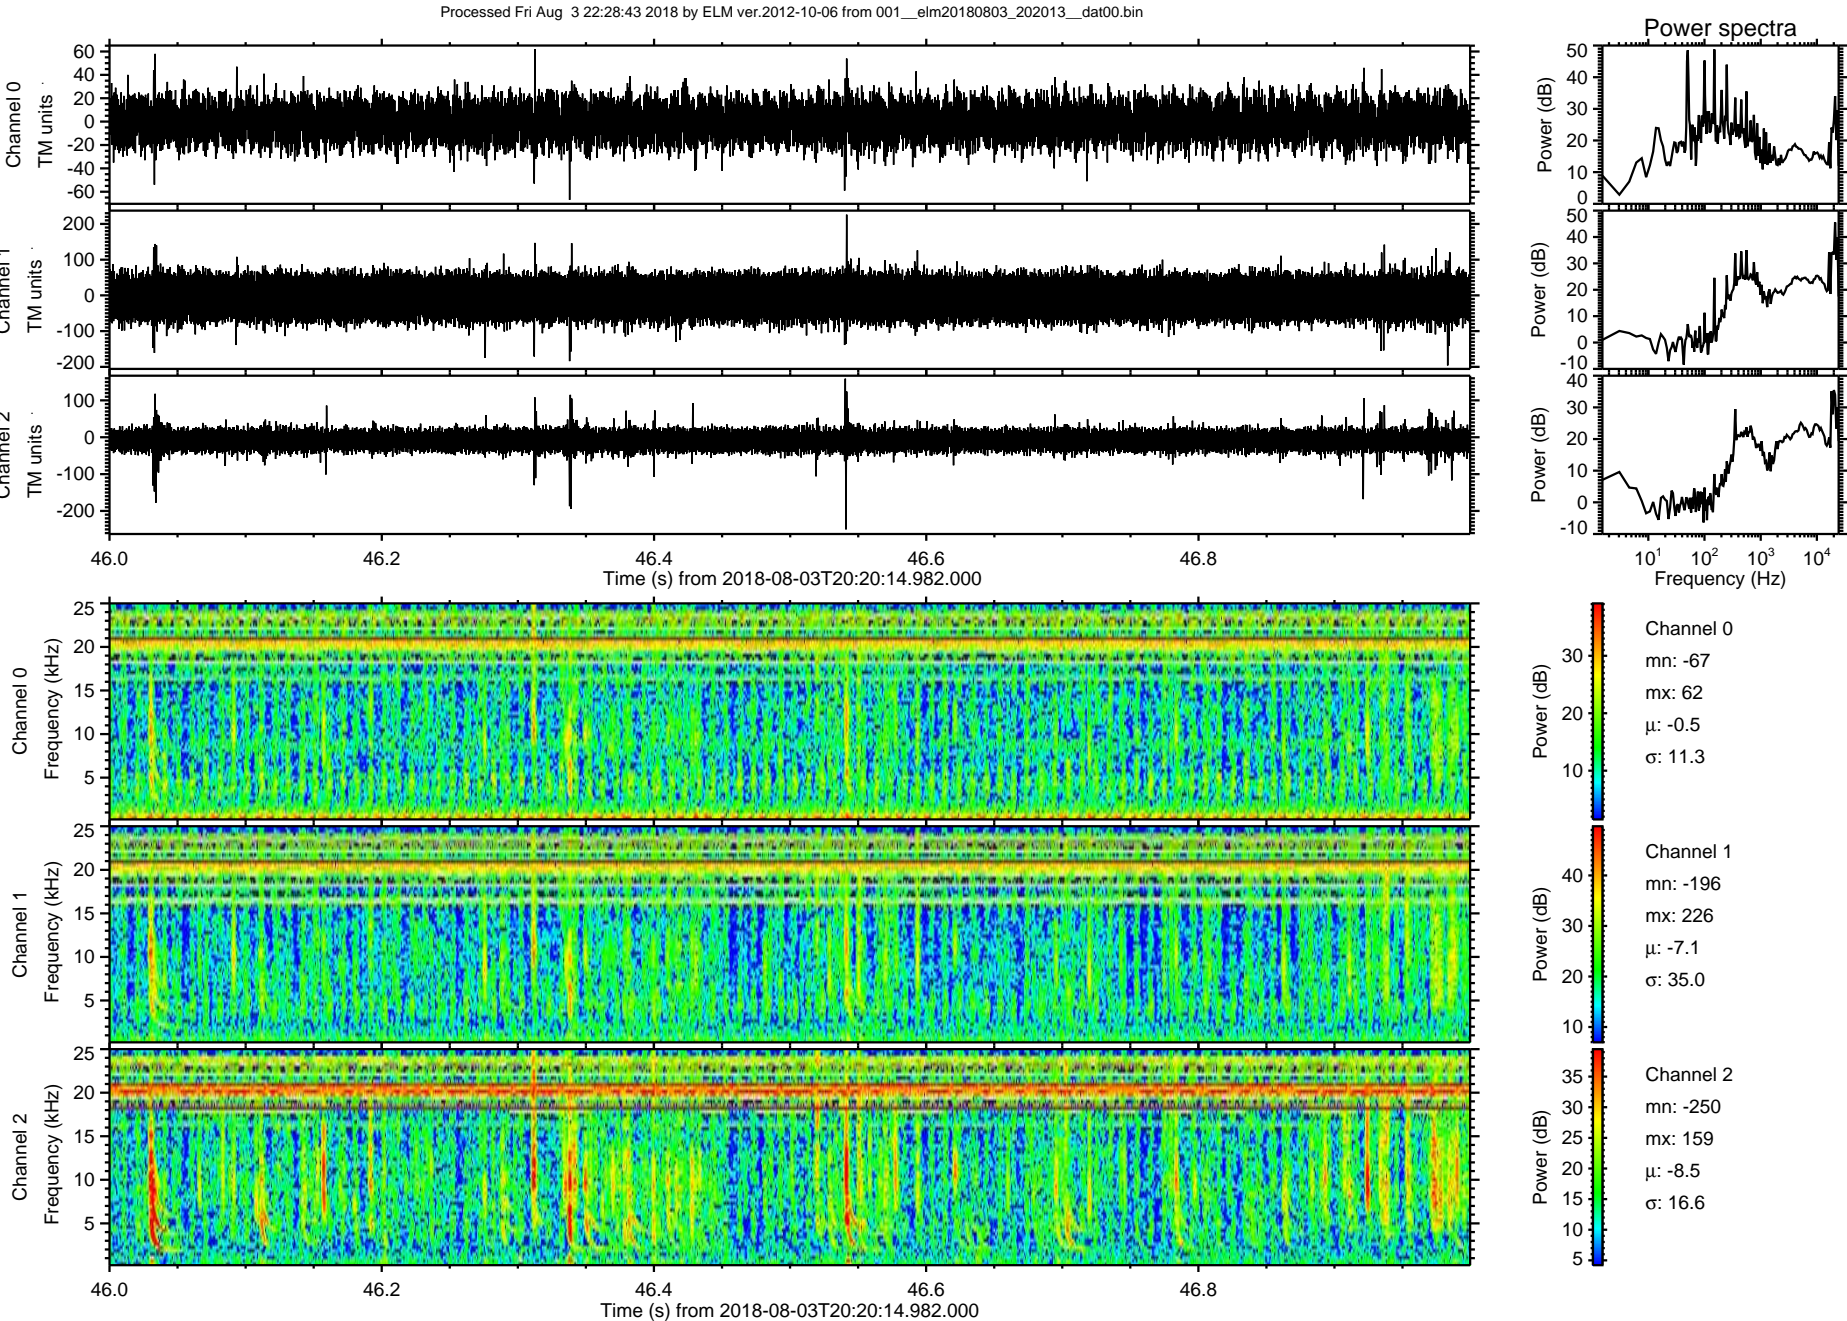 Processed Fri Aug  3 22:28:43 2018 by ELM ver.2012-10-06 from 001__elm20180803_202013__dat00.bin
Power spectra
Channel 0
TM units
60
40
20
0
-20
-40
-60
Power (dB)
50
40
30
20
10
0
Channel 1
TM units
200
100
0
-100
-200
Power (dB)
50
40
30
20
10
0
-10
Channel 2
TM units
100
0
-100
-200
Power (dB)
40
30
20
10
0
-10
46.0 46.2 46.4 46.6 46.8
Time (s) from 2018-08-03T20:20:14.982.000
10¹ 10² 10³ 10⁴
Frequency (Hz)
Channel 0
Frequency (kHz)
25
20
15
10
5
Power (dB)
30
20
10
Channel 0
mn: -67
mx: 62
μ: -0.5
σ: 11.3
Channel 1
Frequency (kHz)
25
20
15
10
5
Power (dB)
40
30
20
10
Channel 1
mn: -196
mx: 226
μ: -7.1
σ: 35.0
Channel 2
Frequency (kHz)
25
20
15
10
5
Power (dB)
35
30
25
20
15
10
5
Channel 2
mn: -250
mx: 159
μ: -8.5
σ: 16.6
46.0 46.2 46.4 46.6 46.8
Time (s) from 2018-08-03T20:20:14.982.000